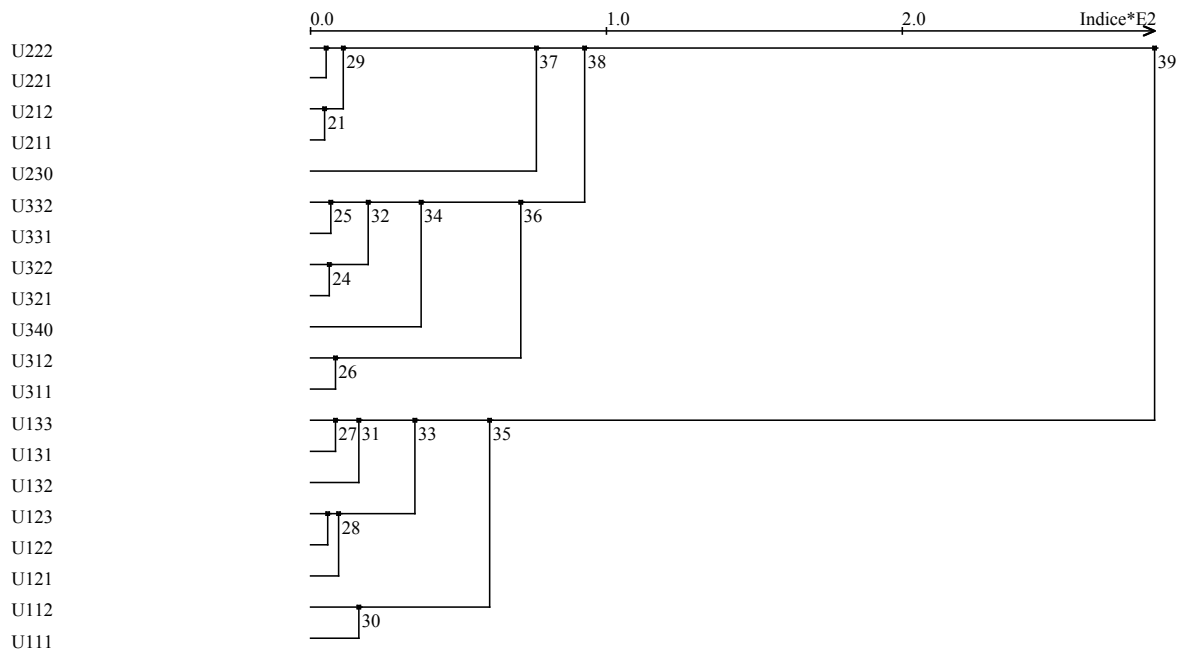 0.0 1.0 2.0 Indice*E2
U222
29 37 38 39
U221
U212
21
U211
U230
U332
25 32 34 36
U331
U322
24
U321
U340
U312
26
U311
U133
27 31 33 35
U131
U132
U123
28
U122
U121
U112
30
U111